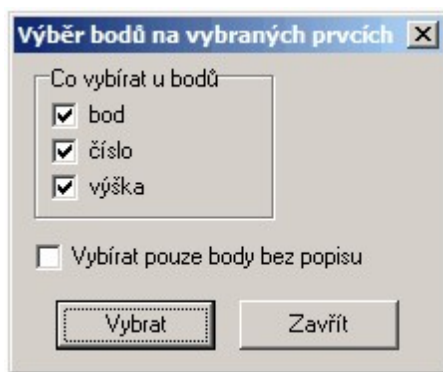 Výběr bodů na vybraných prvcích
Co vybírat u bodů
bod
číslo
výška
Vybírat pouze body bez popisu
Vybrat
Zavřít